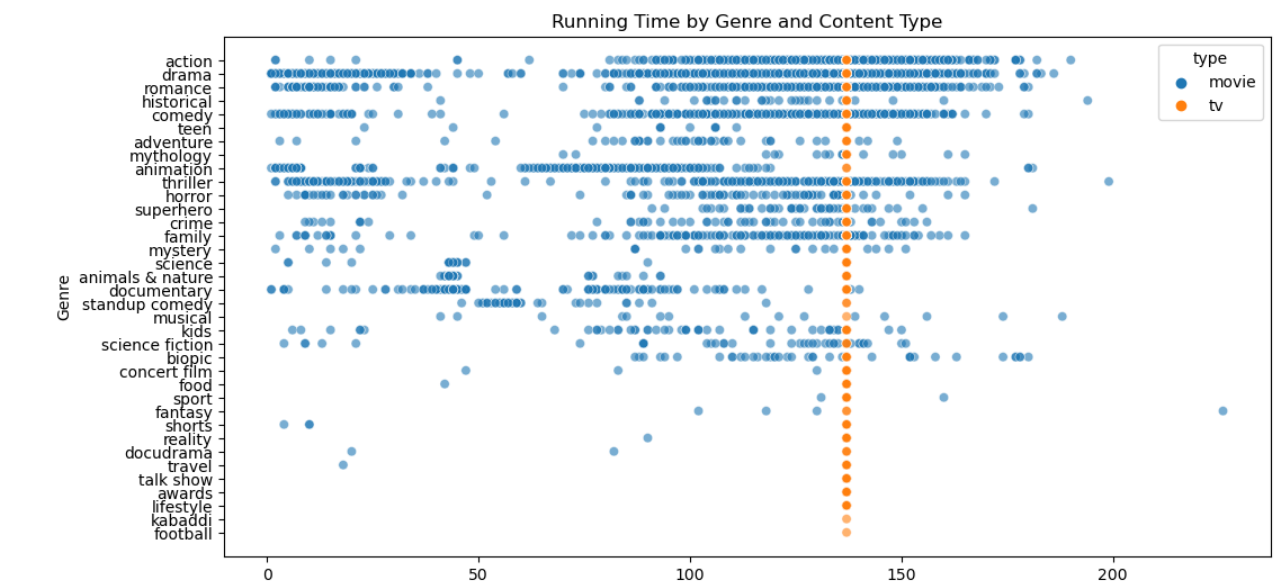 Running Time by Genre and Content Type
type
movie
tv
Genre
action
drama
romance
historical
comedy
teen
adventure
mythology
animation
thriller
horror
superhero
crime
family
mystery
science
animals & nature
documentary
standup comedy
musical
kids
science fiction
biopic
concert film
food
sport
fantasy
shorts
reality
docudrama
travel
talk show
awards
lifestyle
kabaddi
football
0 50 100 150 200